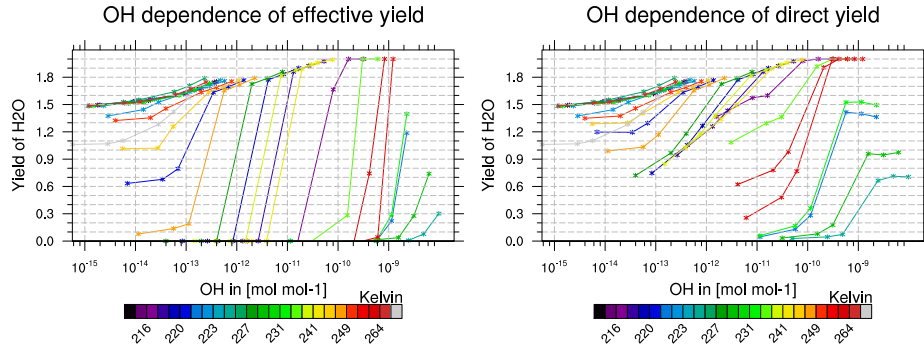 OH dependence of effective yield
Yield of H2O
1.8
1.5
1.2
0.9
0.6
0.3
0.0
10-15 10-14 10-13 10-12 10-11 10-10 10-9
OH in [mol mol-1]
Kelvin
216 220 223 227 231 241 249 264
OH dependence of direct yield
Yield of H2O
1.8
1.5
1.2
0.9
0.6
0.3
0.0
10-15 10-14 10-13 10-12 10-11 10-10 10-9
OH in [mol mol-1]
Kelvin
216 220 223 227 231 241 249 264